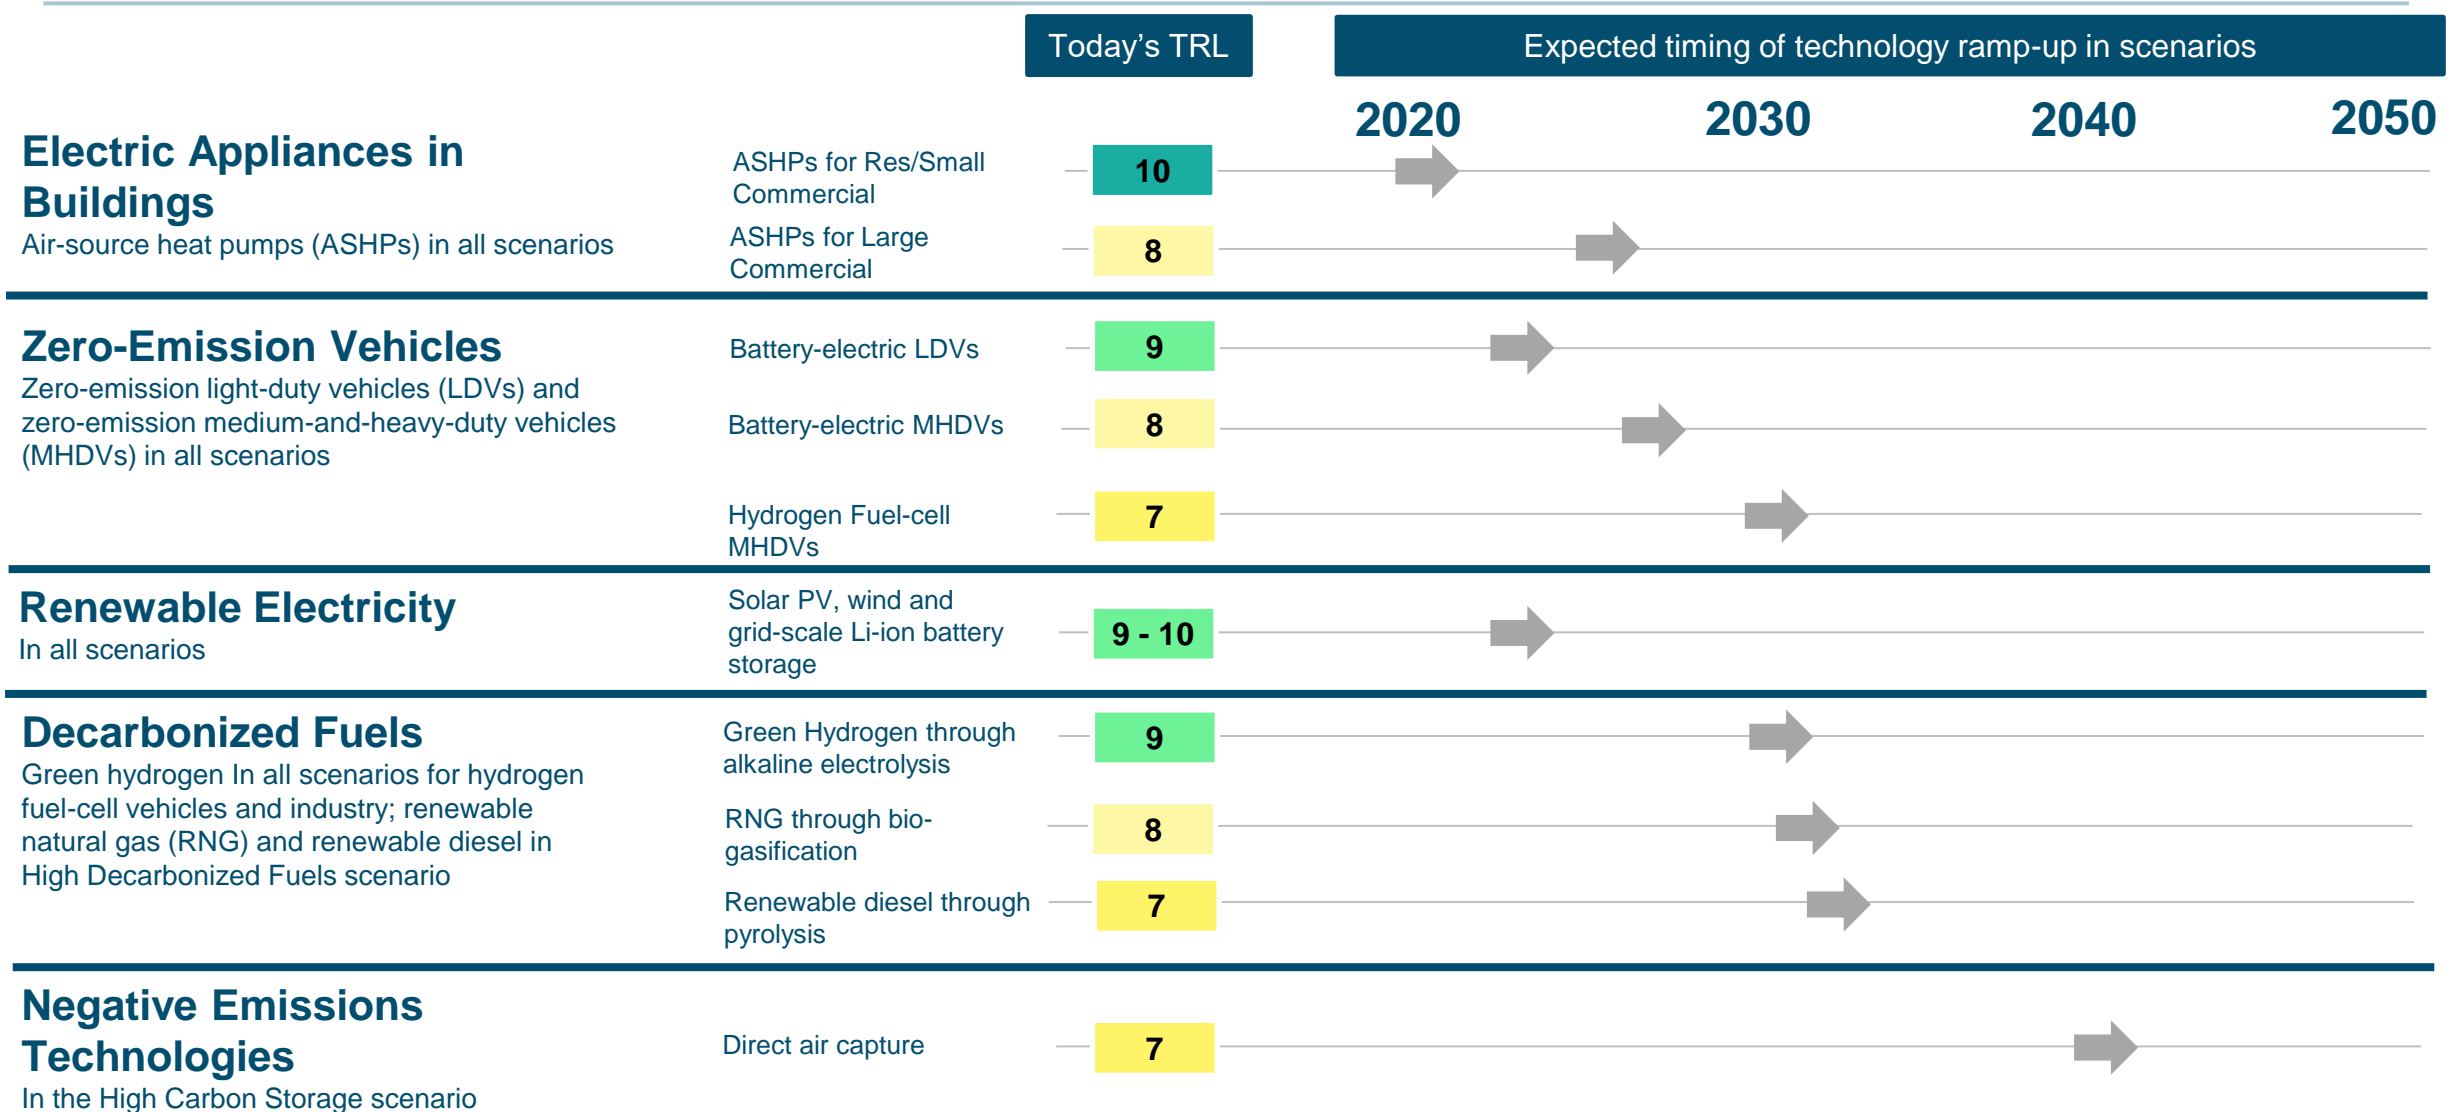 Today's TRL
Expected timing of technology ramp-up in scenarios
2020
2030
2040
2050
Electric Appliances in
Buildings
Air-source heat pumps (ASHPs) in all scenarios
ASHPs for Res/Small
Commercial
10
ASHPs for Large
Commercial
8
Zero-Emission Vehicles
Zero-emission light-duty vehicles (LDVs) and
zero-emission medium-and-heavy-duty vehicles
(MHDVs) in all scenarios
Battery-electric LDVs
9
Battery-electric MHDVs
8
Hydrogen Fuel-cell
MHDVs
7
Renewable Electricity
In all scenarios
Solar PV, wind and
grid-scale Li-ion battery
storage
9 - 10
Decarbonized Fuels
Green hydrogen In all scenarios for hydrogen
fuel-cell vehicles and industry; renewable
natural gas (RNG) and renewable diesel in
High Decarbonized Fuels scenario
Green Hydrogen through
alkaline electrolysis
9
RNG through bio-
gasification
8
Renewable diesel through
pyrolysis
7
Negative Emissions
Technologies
In the High Carbon Storage scenario
Direct air capture
7